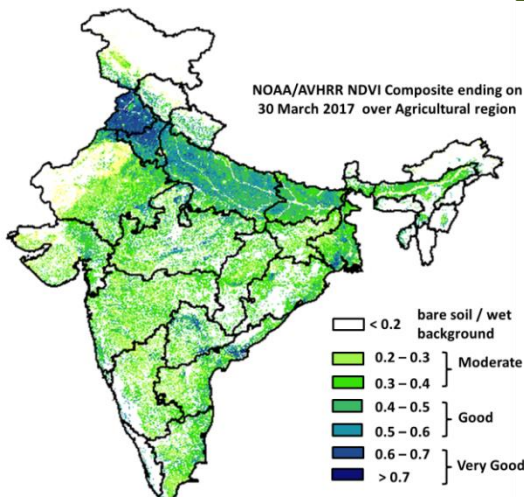 NOAA/AVHRR NDVI Composite ending on
30 March 2017 over Agricultural region
< 0.2 bare soil / wet
background
0.2 – 0.3
Moderate
0.3 – 0.4
0.4 – 0.5
Good
0.5 – 0.6
0.6 – 0.7
Very Good
> 0.7